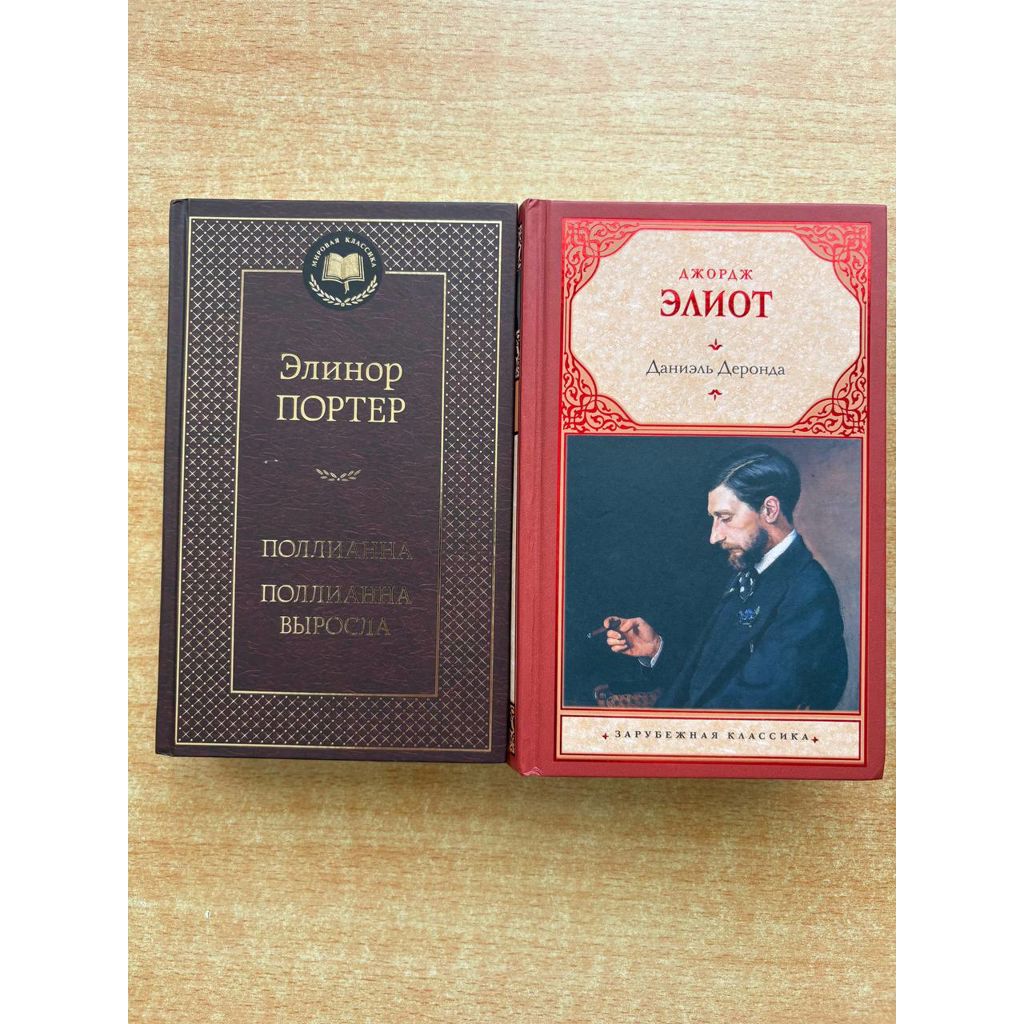 МИРОВАЯ КЛАССИКА
Элинор
ПОРТЕР
ПОЛЛИАННА
ПОЛЛИАННА
ВЫРОСЛА
ДЖОРДЖ
ЭЛИОТ
Даниэль Деронда
ЗАРУБЕЖНАЯ КЛАССИКА